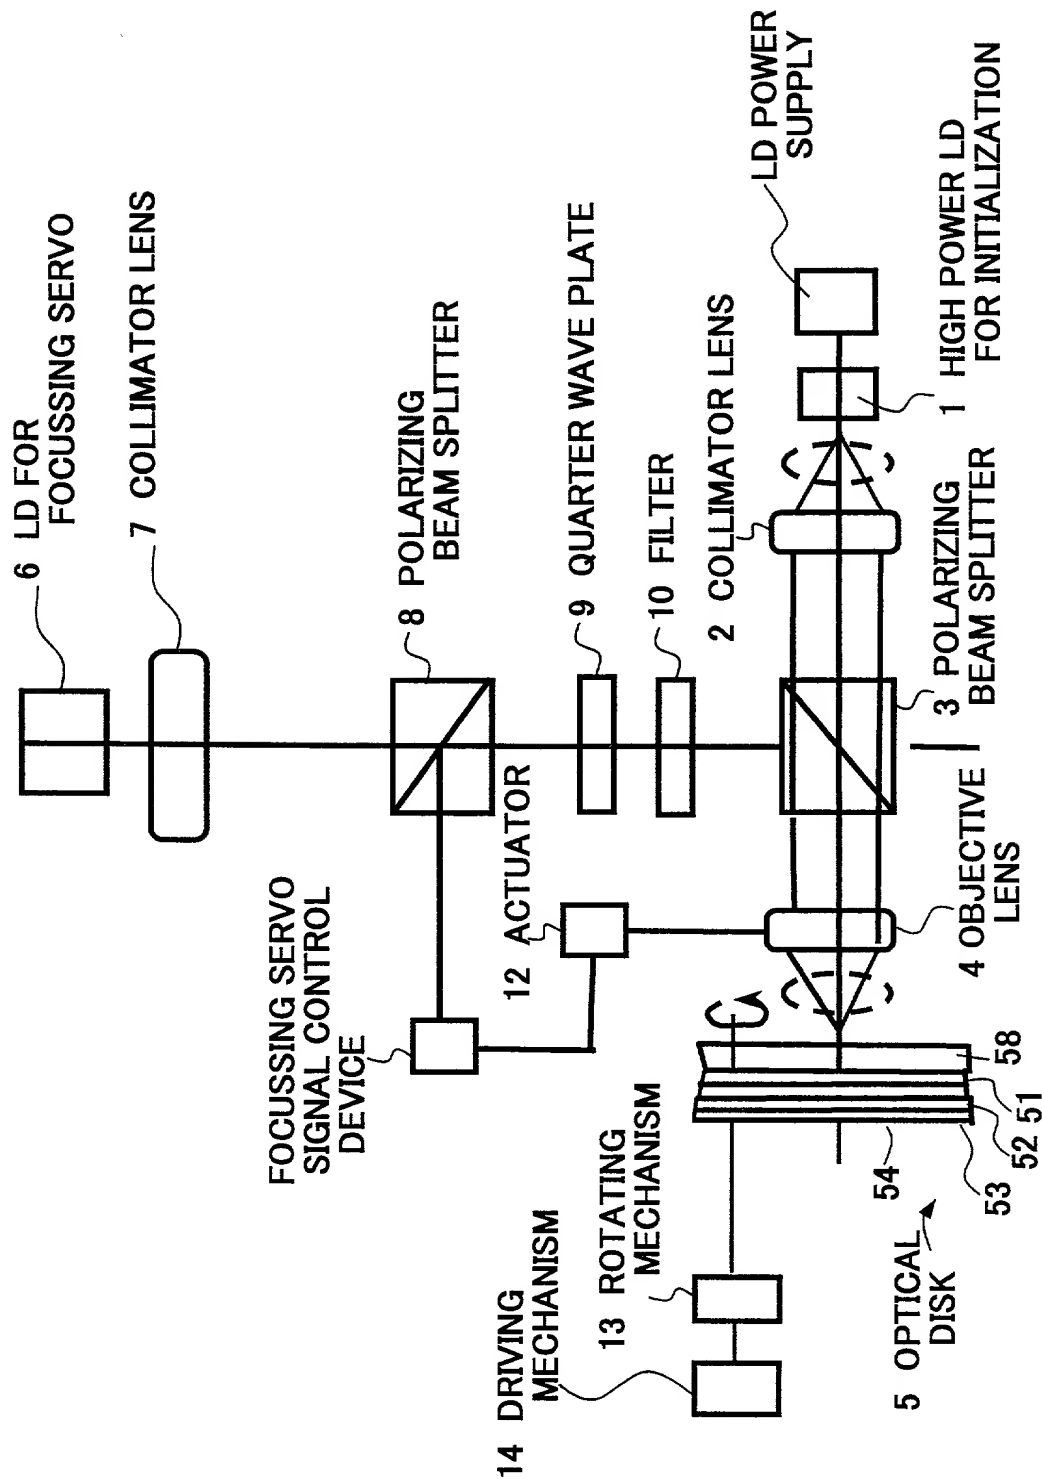 6 LD FOR
FOCUSSING SERVO
7 COLLIMATOR LENS
8 POLARIZING
BEAM SPLITTER
9 QUARTER WAVE PLATE
10 FILTER
2 COLLIMATOR LENS
LD POWER
SUPPLY
1 HIGH POWER LD
FOR INITIALIZATION
3 POLARIZING
BEAM SPLITTER
4 OBJECTIVE
LENS
12 ACTUATOR
FOCUSSING SERVO
SIGNAL CONTROL
DEVICE
58
51
52
53
54
5 OPTICAL
DISK
13 ROTATING
MECHANISM
14 DRIVING
MECHANISM